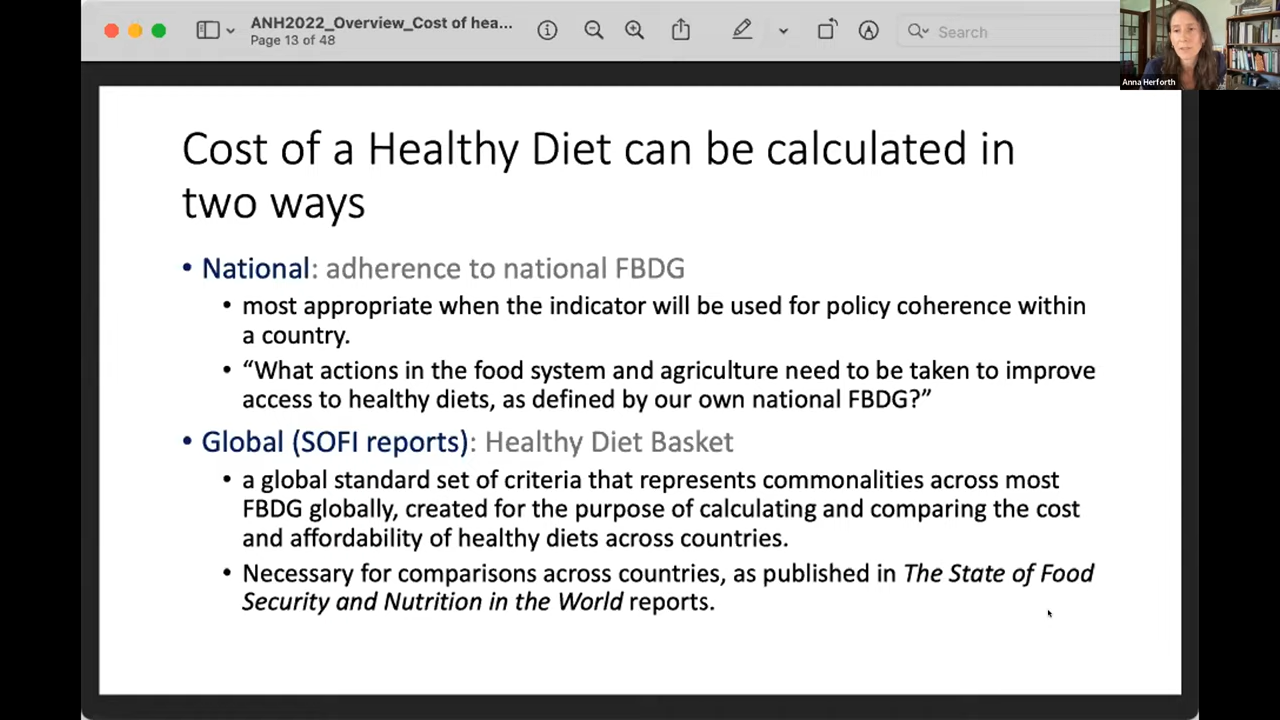 ANH2022_Overview_Cost of hea...
Page 13 of 48
Search
Anna Herforth
Cost of a Healthy Diet can be calculated in
two ways
• National: adherence to national FBDG
• most appropriate when the indicator will be used for policy coherence within
a country.
• “What actions in the food system and agriculture need to be taken to improve
access to healthy diets, as defined by our own national FBDG?”
• Global (SOFI reports): Healthy Diet Basket
• a global standard set of criteria that represents commonalities across most
FBDG globally, created for the purpose of calculating and comparing the cost
and affordability of healthy diets across countries.
• Necessary for comparisons across countries, as published in The State of Food
Security and Nutrition in the World reports.